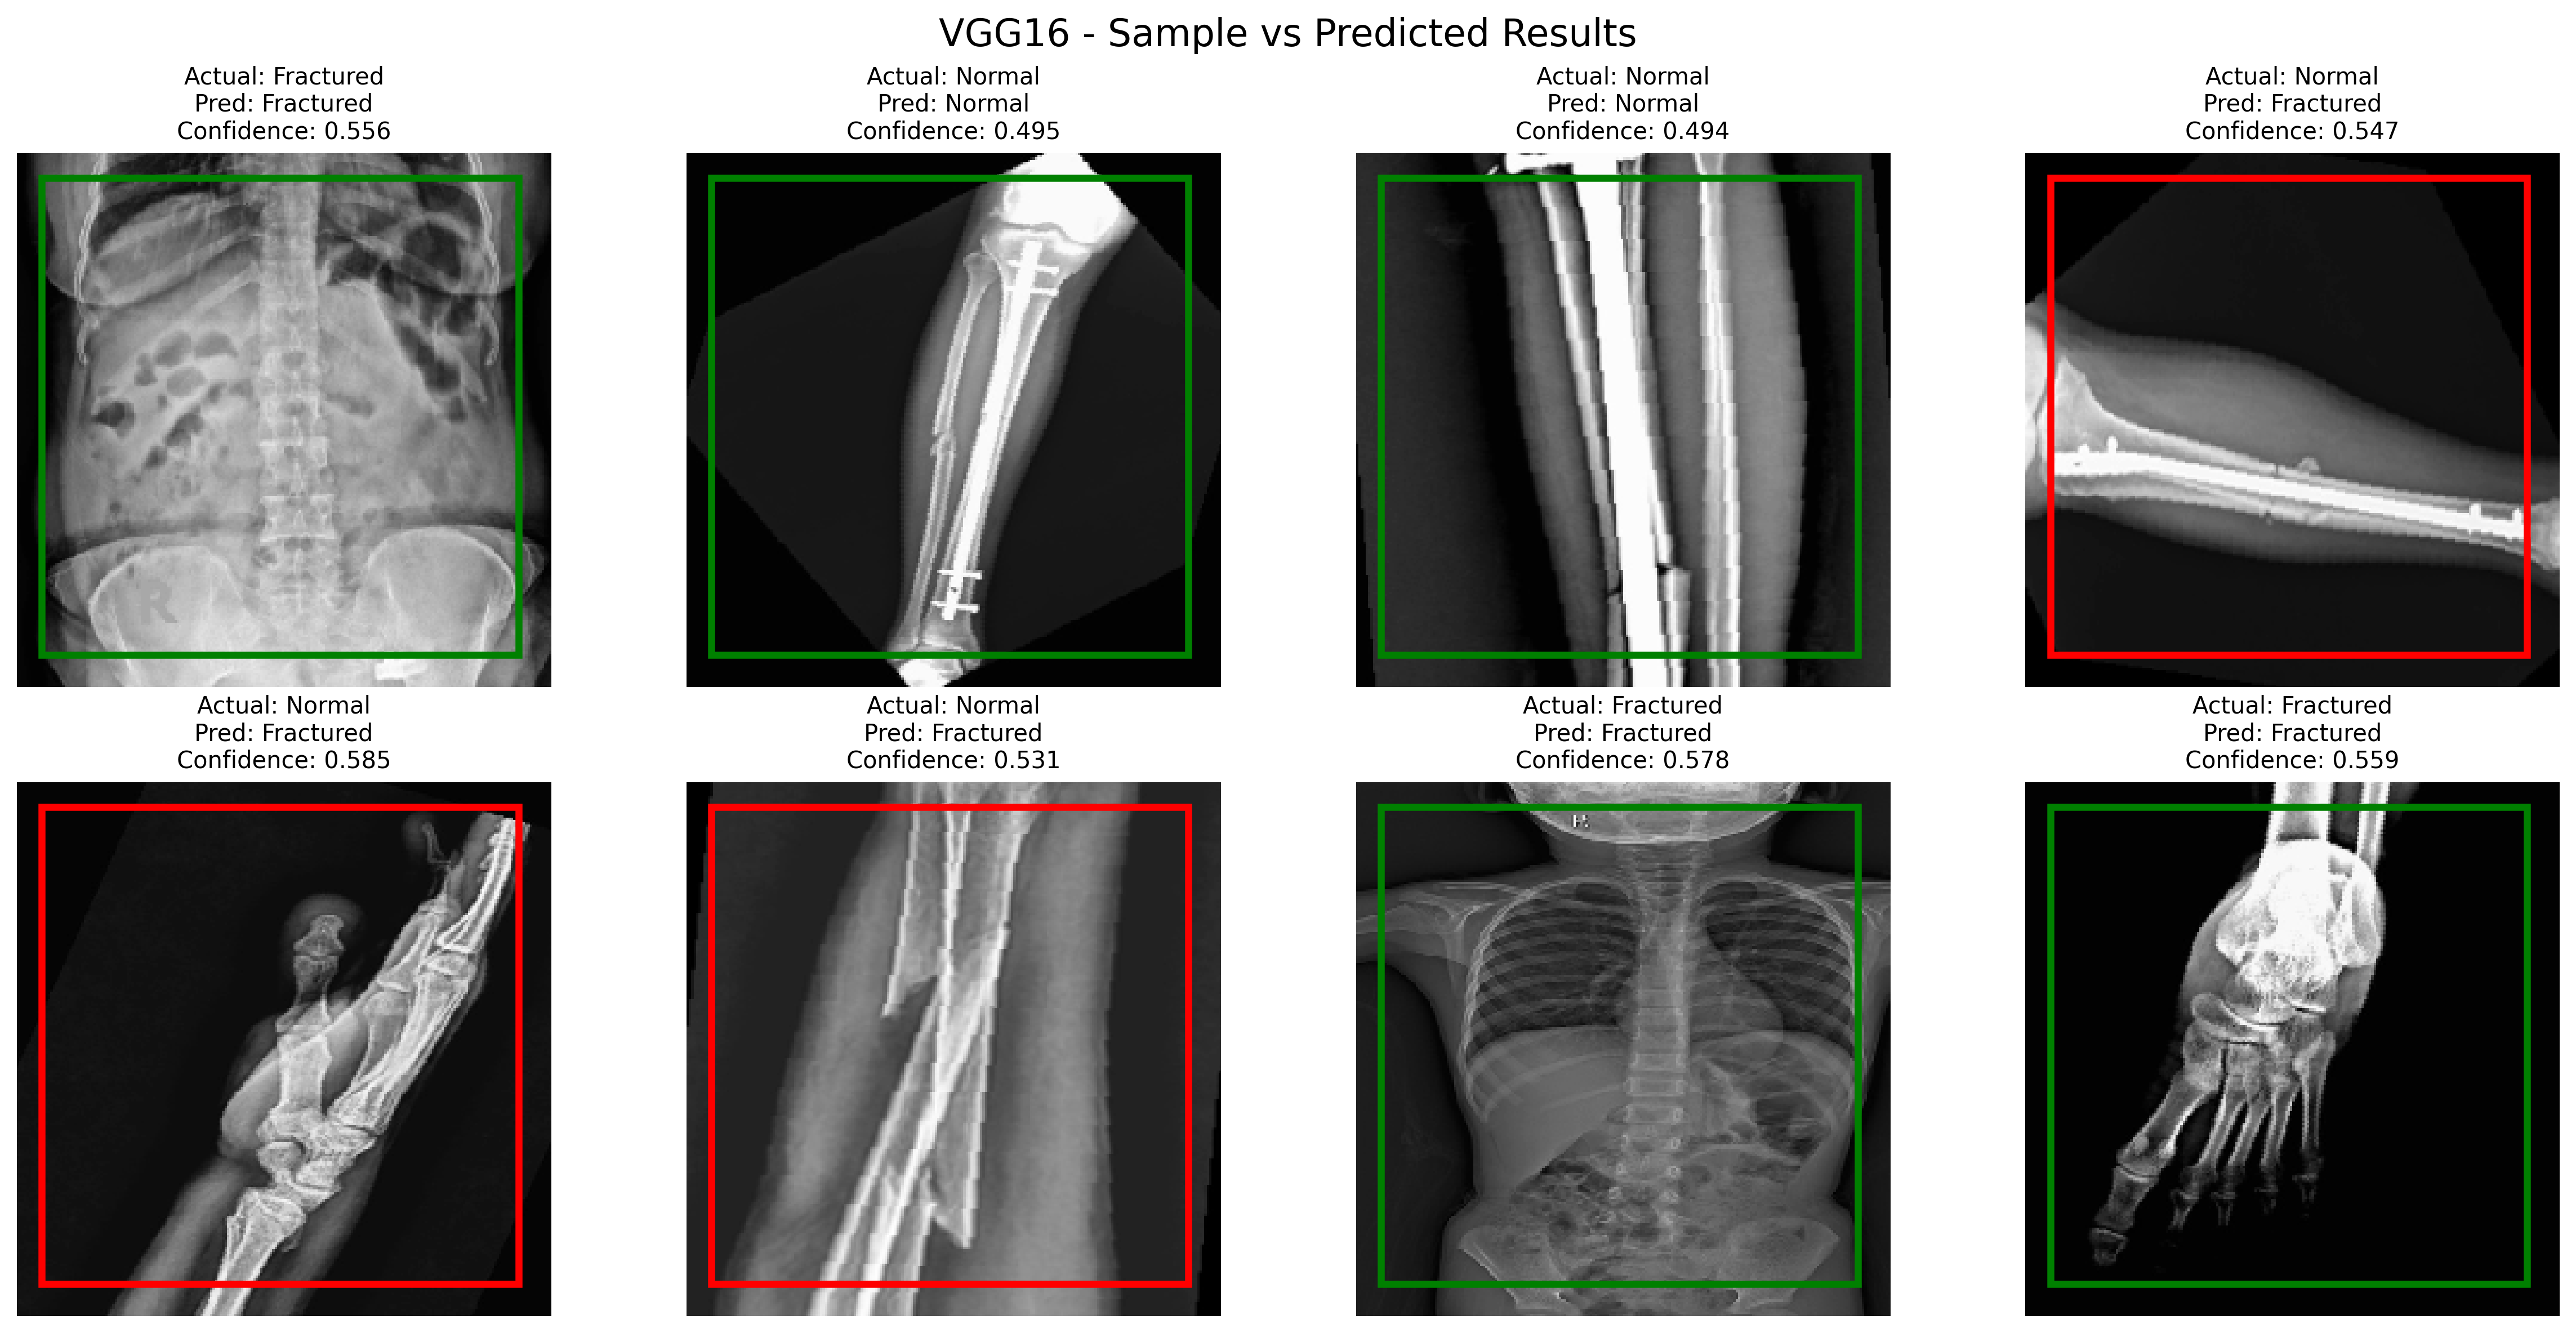 VGG16 - Sample vs Predicted Results
Actual: Fractured
Pred: Fractured
Confidence: 0.556
Actual: Normal
Pred: Normal
Confidence: 0.495
Actual: Normal
Pred: Normal
Confidence: 0.494
Actual: Normal
Pred: Fractured
Confidence: 0.547
R
Actual: Normal
Pred: Fractured
Confidence: 0.585
Actual: Normal
Pred: Fractured
Confidence: 0.531
Actual: Fractured
Pred: Fractured
Confidence: 0.578
Actual: Fractured
Pred: Fractured
Confidence: 0.559